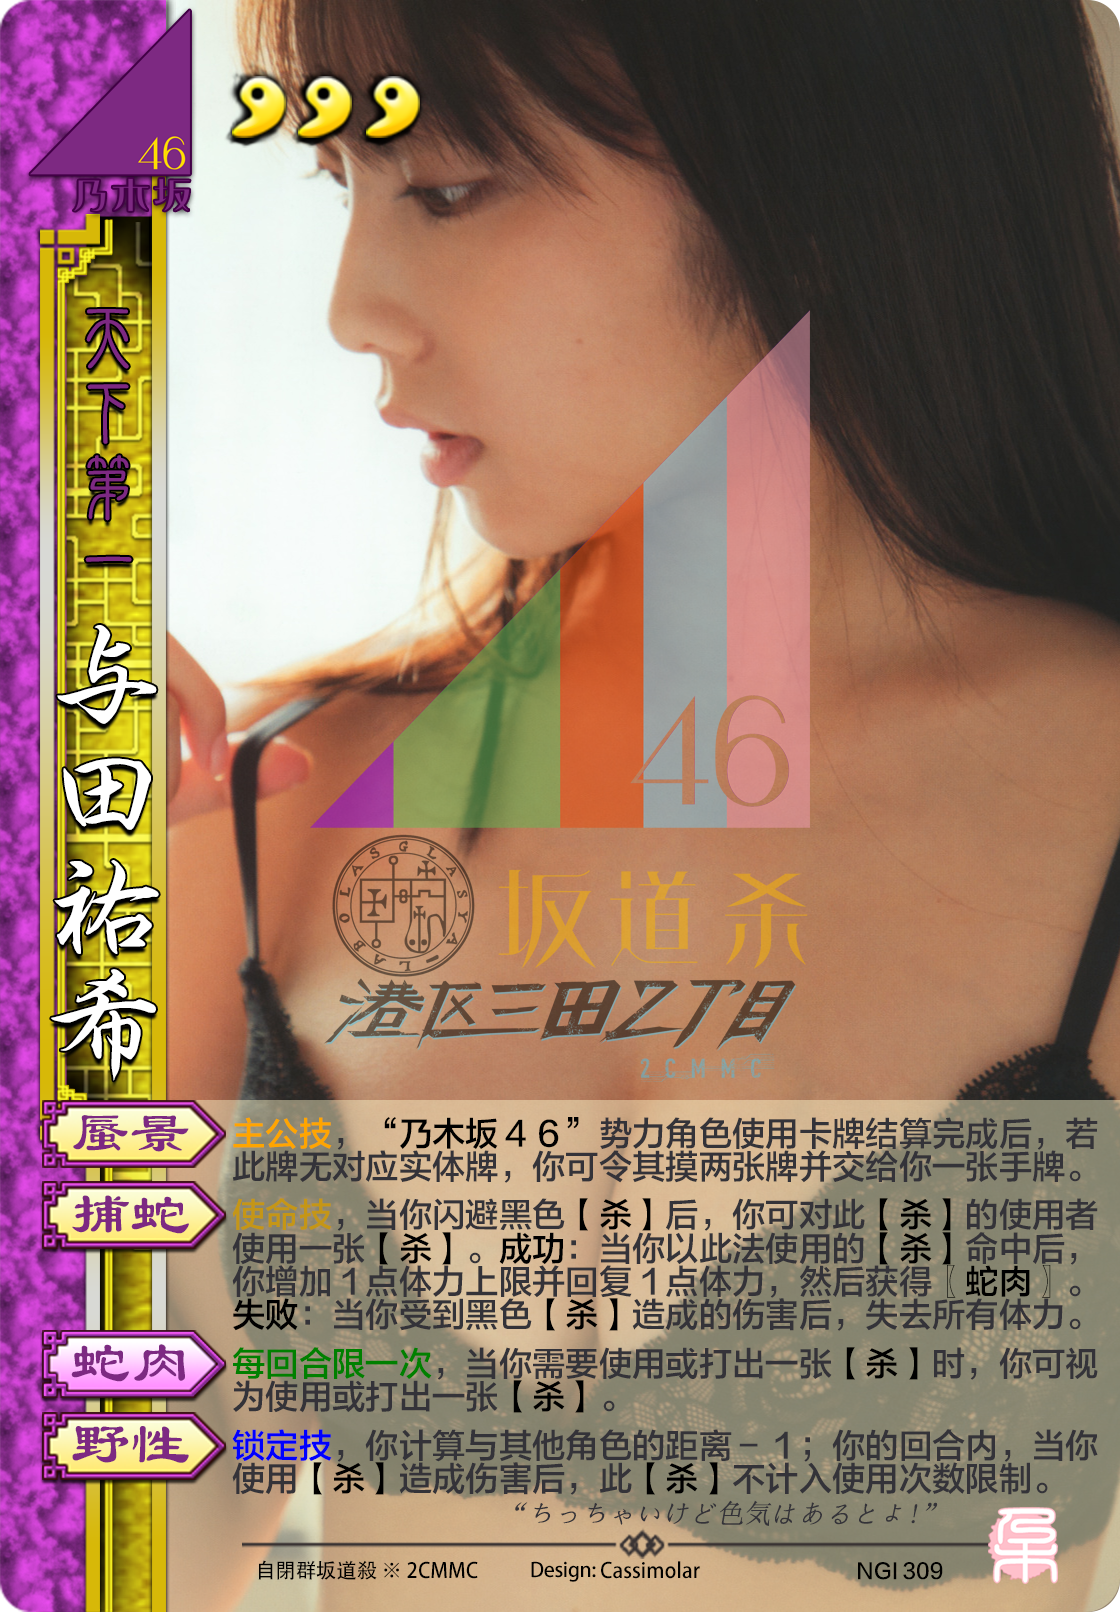 46
乃木坂
天下第一
与田祐希
46
GLASYA-LABOLAS
坂道杀
港区三田乙丁目
2CMMC
蜃景
主公技，“乃木坂４６”势力角色使用卡牌结算完成后，若
此牌无对应实体牌，你可令其摸两张牌并交给你一张手牌。
捕蛇
使命技，当你闪避黑色【杀】后，你可对此【杀】的使用者
使用一张【杀】。成功：当你以此法使用的【杀】命中后，
你增加１点体力上限并回复１点体力，然后获得〖蛇肉〗。
失败：当你受到黑色【杀】造成的伤害后，失去所有体力。
蛇肉
每回合限一次，当你需要使用或打出一张【杀】时，你可视
为使用或打出一张【杀】。
野性
锁定技，你计算与其他角色的距离－１；你的回合内，当你
使用【杀】造成伤害后，此【杀】不计入使用次数限制。
“ちっちゃいけど色気はあるとよ！”
自閉群坂道殺 ※ 2CMMC Design: Cassimolar NGI 309